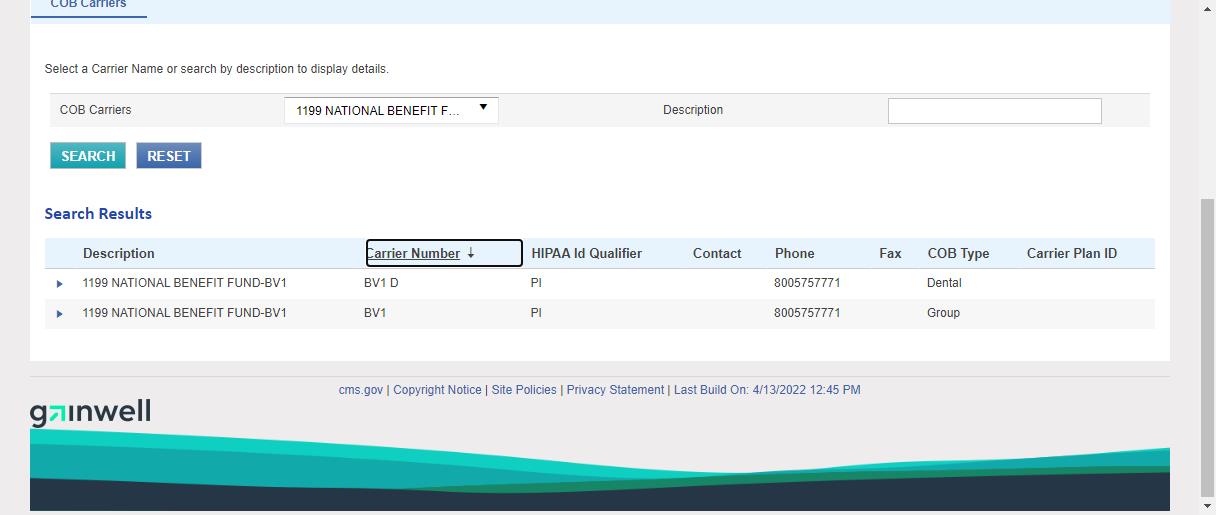 COB Carriers
Select a Carrier Name or search by description to display details.
COB Carriers 1199 NATIONAL BENEFIT F... Description
SEARCH RESET
Search Results
Description Carrier Number ↓ HIPAA Id Qualifier Contact Phone Fax COB Type Carrier Plan ID
1199 NATIONAL BENEFIT FUND-BV1 BV1 D PI 8005757771 Dental
1199 NATIONAL BENEFIT FUND-BV1 BV1 PI 8005757771 Group
cms.gov | Copyright Notice | Site Policies | Privacy Statement | Last Build On: 4/13/2022 12:45 PM
gainwell